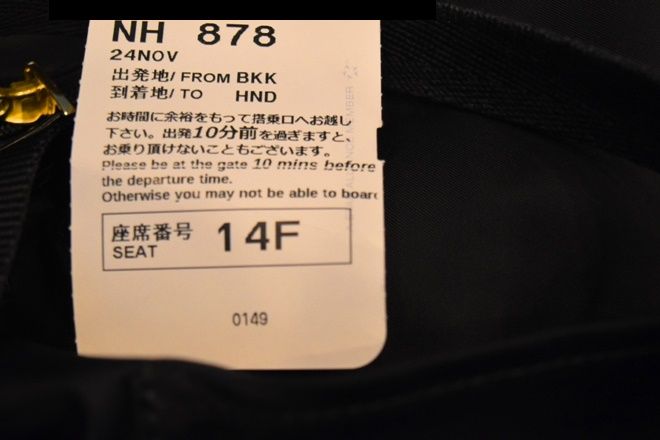 NH 878
24NOV
出発地/ FROM BKK
到着地/ TO HND
お時間に余裕をもって搭乗口へお越し
下さい。出発10分前を過ぎますと、
お乗り頂けないこともございます。
Please be at the gate 10 mins before
the departure time.
Otherwise you may not be able to board
座席番号
SEAT
14F
0149
MEMBER